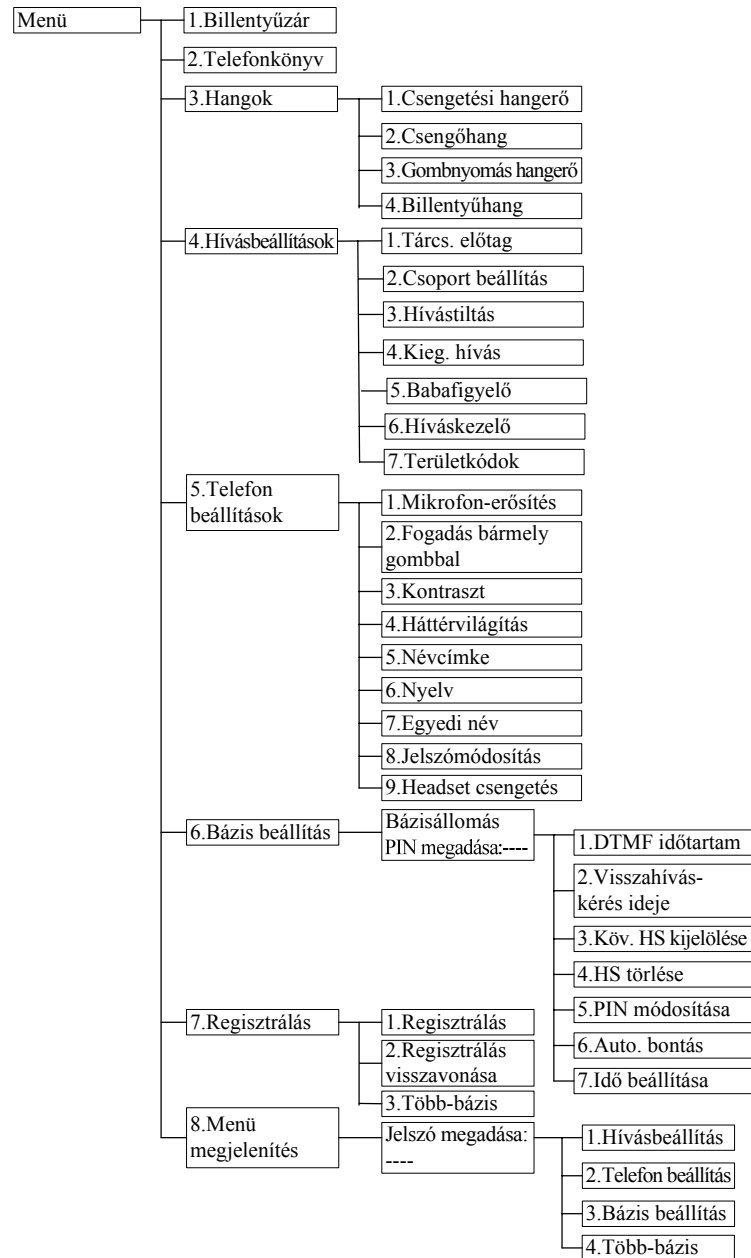 Menü
1.Billentyűzár
2.Telefonkönyv
3.Hangok
1.Csengetési hangerő
2.Csengőhang
3.Gombnyomás hangerő
4.Billentyűhang
4.Hívásbeállítások
1.Tárcs. előtag
2.Csoport beállítás
3.Hívástiltás
4.Kieg. hívás
5.Babafigyelő
6.Híváskezelő
7.Területkódok
5.Telefon
beállítások
1.Mikrofon-erősítés
2.Fogadás bármely
gombbal
3.Kontraszt
4.Háttérvilágítás
5.Névcímke
6.Nyelv
7.Egyedi név
8.Jelszómódosítás
9.Headset csengetés
6.Bázis beállítás
Bázisállomás
PIN megadása:----
1.DTMF időtartam
2.Visszahívás-
kérés ideje
3.Köv. HS kijelölése
4.HS törlése
5.PIN módosítása
6.Auto. bontás
7.Idő beállítása
7.Regisztrálás
1.Regisztrálás
2.Regisztrálás
visszavonása
3.Több-bázis
8.Menü
megjelenítés
Jelszó megadása:
----
1.Hívásbeállítás
2.Telefon beállítás
3.Bázis beállítás
4.Több-bázis